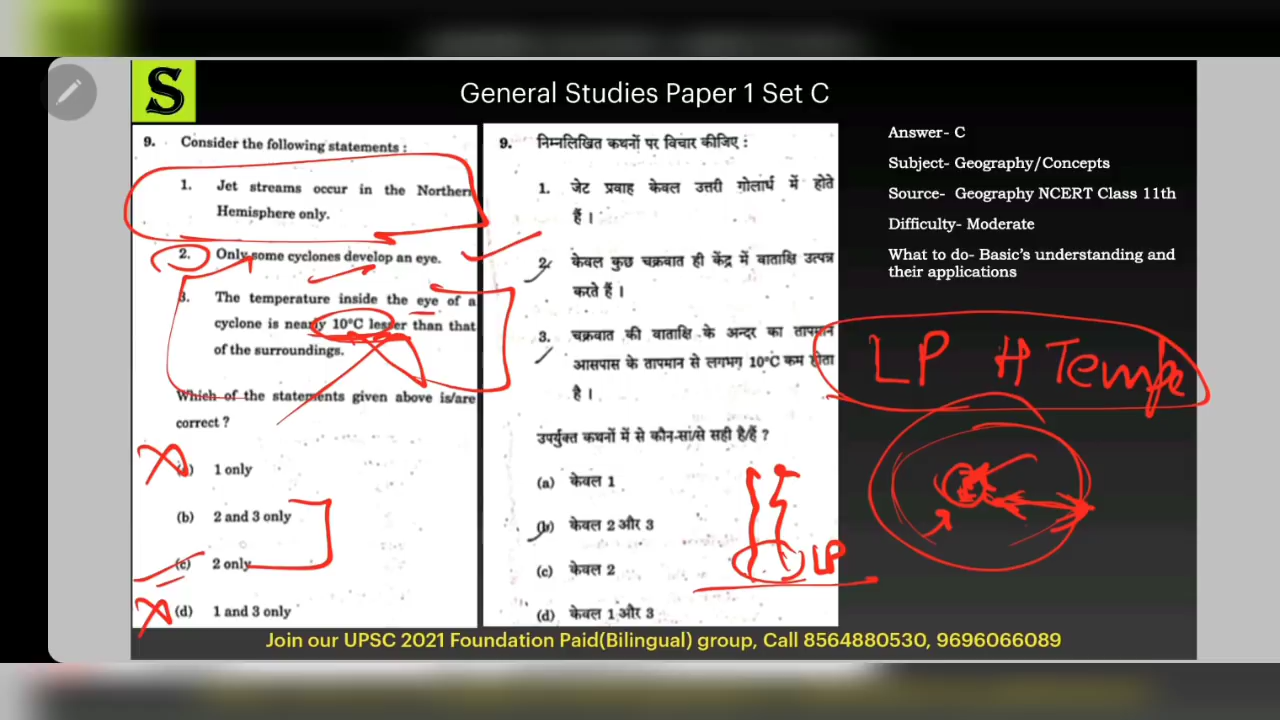 S
General Studies Paper 1 Set C
9. Consider the following statements :
1. Jet streams occur in the Northern
Hemisphere only.
2. Only some cyclones develop an eye.
3. The temperature inside the eye of a
cyclone is nearly 10°C lesser than that
of the surroundings.
Which of the statements given above is/are
correct ?
(a) 1 only
(b) 2 and 3 only
(c) 2 only
(d) 1 and 3 only
9. निम्नलिखित कथनों पर विचार कीजिए :
1. जेट प्रवाह केवल उत्तरी गोलार्ध में होते
हैं ।
2. केवल कुछ चक्रवात ही केंद्र में वाताक्षि उत्पन्न
करते हैं ।
3. चक्रवात की वाताक्षि के अन्दर का तापमान
आसपास के तापमान से लगभग 10°C कम होता
है ।
उपर्युक्त कथनों में से कौन-सा/से सही है/हैं ?
(a) केवल 1
(b) केवल 2 और 3
(c) केवल 2
(d) केवल 1 और 3
LP
Answer- C
Subject- Geography/Concepts
Source- Geography NCERT Class 11th
Difficulty- Moderate
What to do- Basic's understanding and
their applications
LP H Temp
Join our UPSC 2021 Foundation Paid(Bilingual) group, Call 8564880530, 9696066089